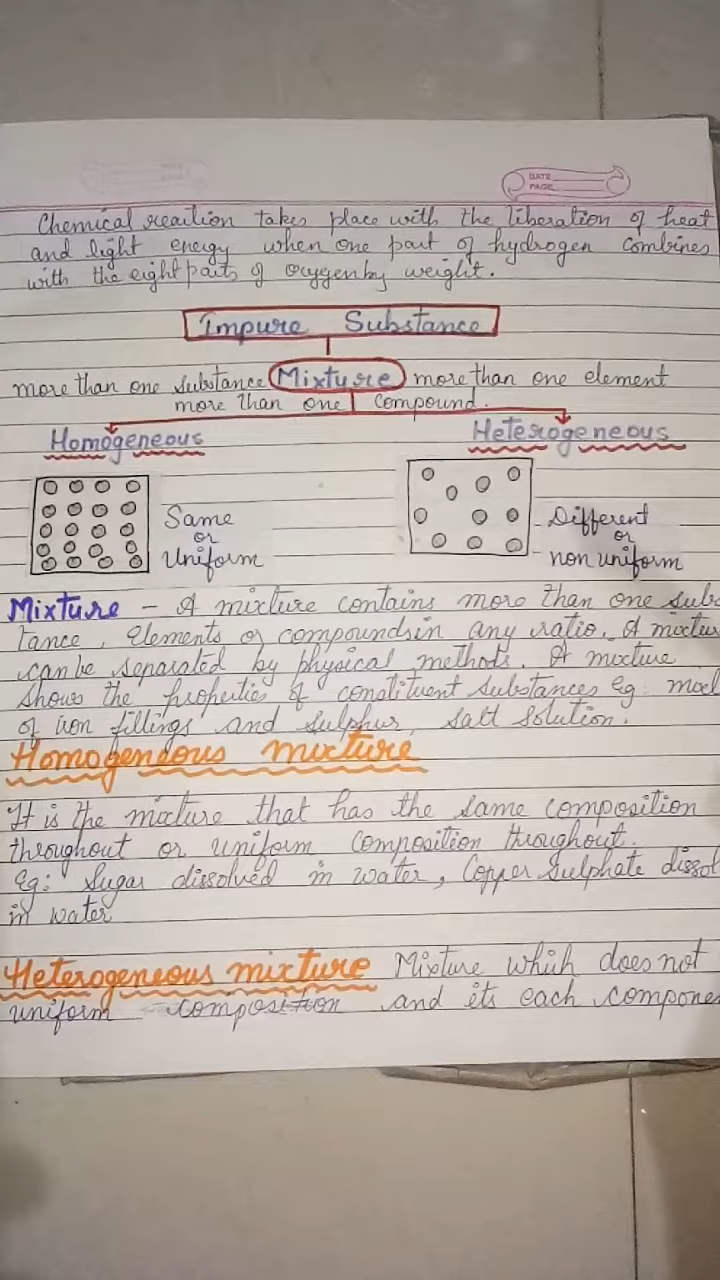 DATE
PAGE
Chemical reaction takes place with the liberation of heat
and light energy when one part of hydrogen combines
with the eight parts of oxygen by weight.
Impure Substance
more than one substance Mixture more than one element
more than one compound.
Homogeneous Heterogeneous
Same
or
Uniform
Different
or
non uniform
Mixture - A mixture contains more than one subs
tance, Elements or compounds in any ratio. A mixtur
can be separated by physical methods. A mixture
shows the properties of constituent substances Eg:
of iron fillings and sulphur, salt solution.
Homogeneous mixture
It is the mixture that has the same composition
throughout or uniform composition throughout.
Eg: Sugar dissolved in water, Copper Sulphate dissol
in water
Heterogeneous mixture Mixture which does not
uniform composition and its each compone